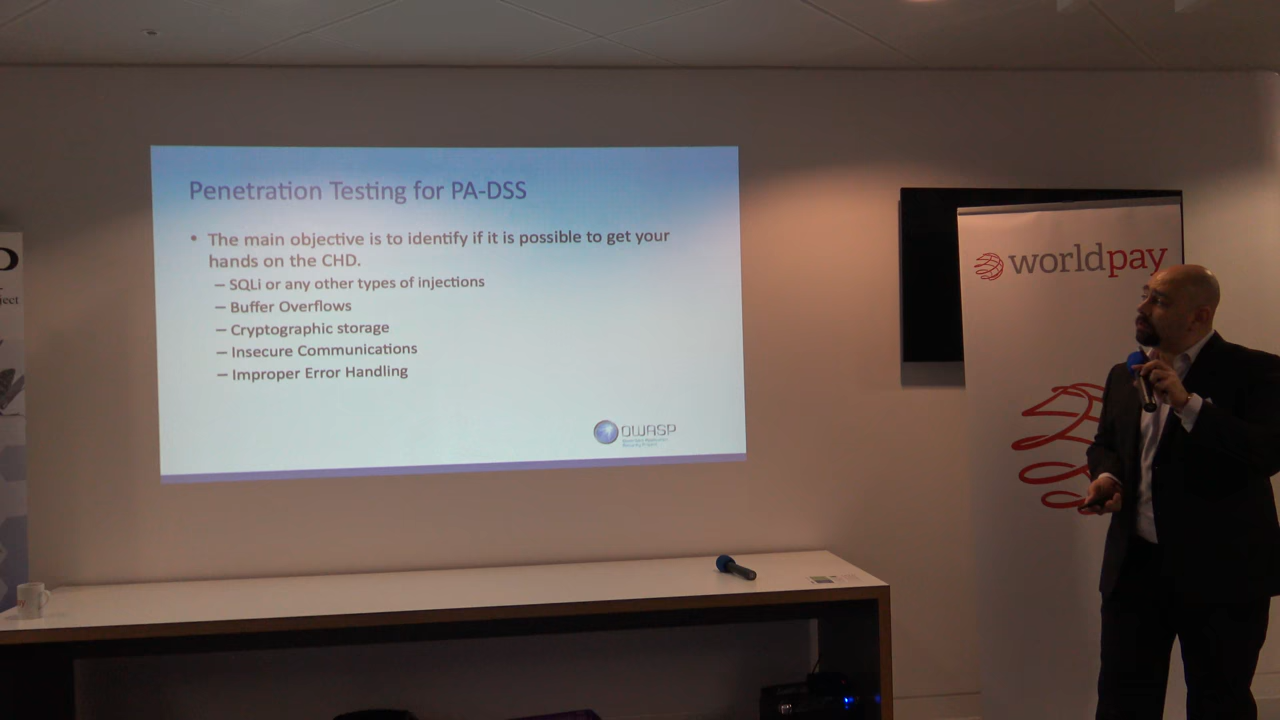 Penetration Testing for PA-DSS
• The main objective is to identify if it is possible to get your
hands on the CHD.
– SQLi or any other types of injections
– Buffer Overflows
– Cryptographic storage
– Insecure Communications
– Improper Error Handling
OWASP
worldpay
ject